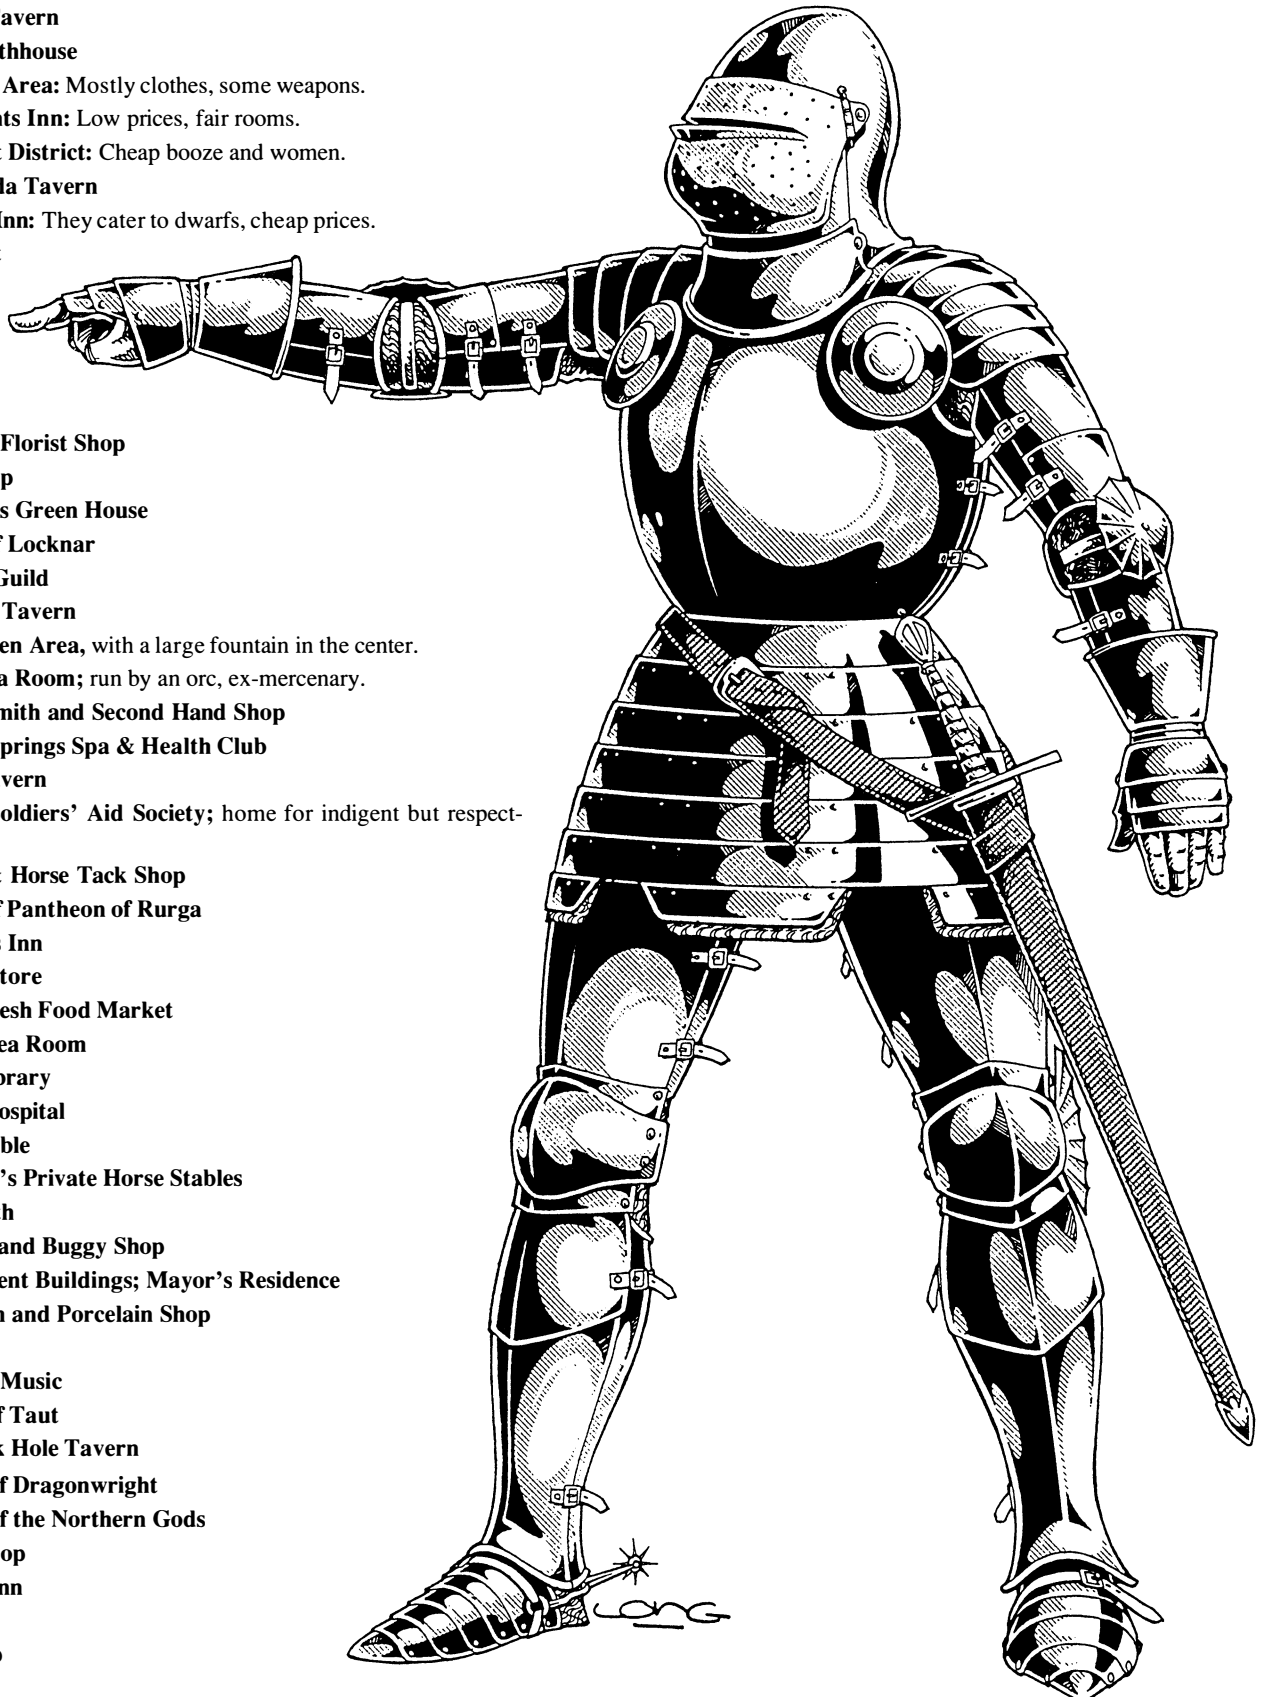 avern
thhouse
Area: Mostly clothes, some weapons.
ts Inn: Low prices, fair rooms.
District: Cheap booze and women.
la Tavern
Inn: They cater to dwarfs, cheap prices.
Florist Shop
p
s Green House
f Locknar
Guild
Tavern
en Area, with a large fountain in the center.
a Room; run by an orc, ex-mercenary.
mith and Second Hand Shop
prings Spa & Health Club
vern
oldiers' Aid Society; home for indigent but respect-
Horse Tack Shop
f Pantheon of Rurga
s Inn
tore
esh Food Market
ea Room
brary
ospital
ble
's Private Horse Stables
th
and Buggy Shop
ent Buildings; Mayor's Residence
n and Porcelain Shop
Music
f Taut
k Hole Tavern
f Dragonwright
f the Northern Gods
op
nn
LONG